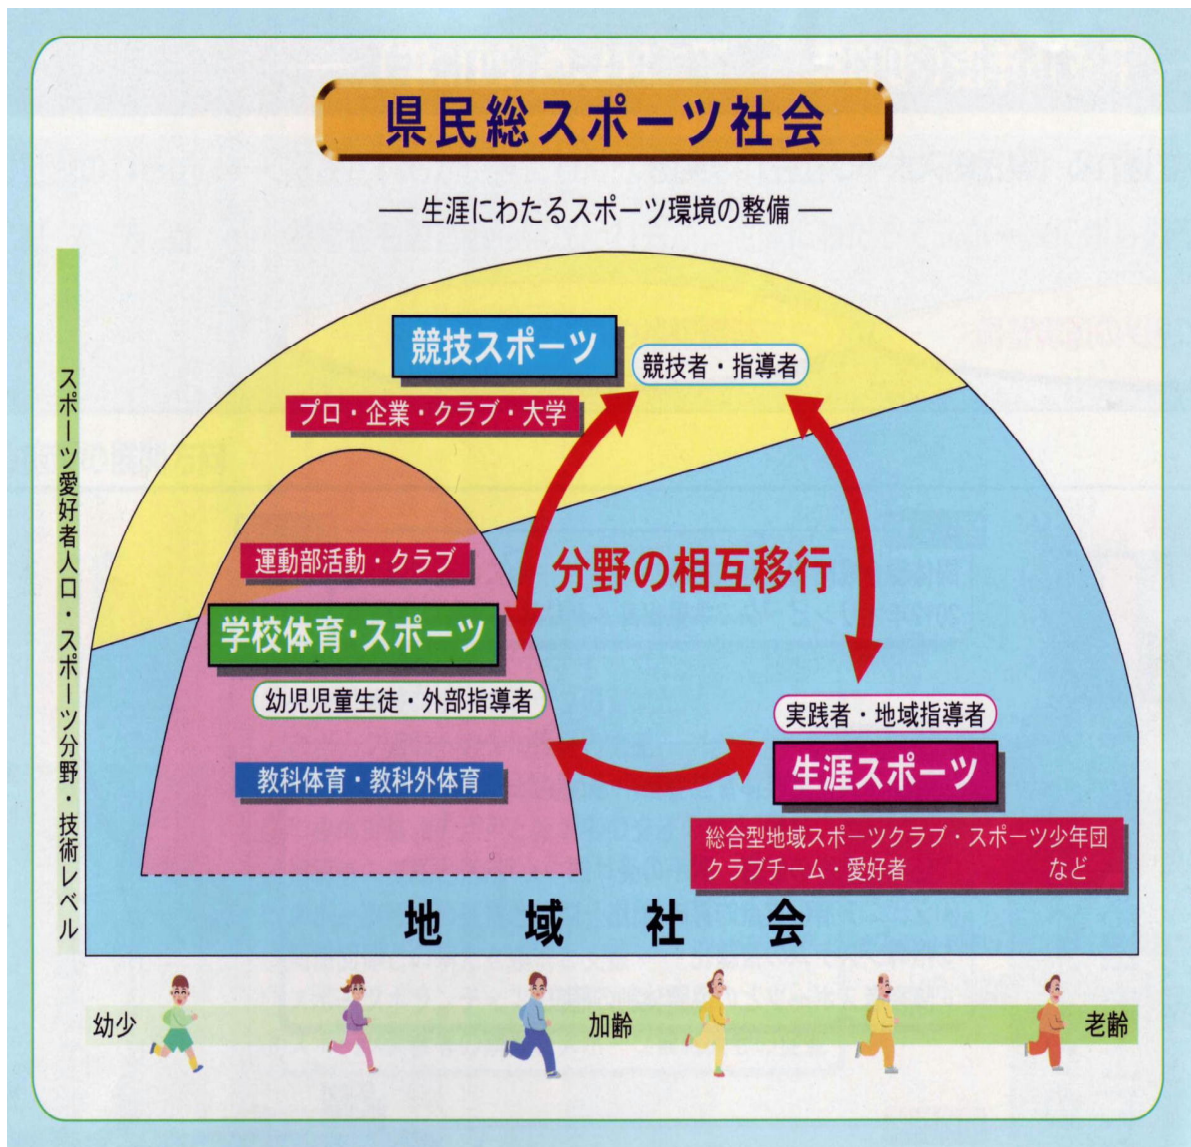 県民総スポーツ社会
― 生涯にわたるスポーツ環境の整備 ―
スポーツ愛好者人口・スポーツ分野・技術レベル
競技スポーツ
競技者・指導者
プロ・企業・クラブ・大学
運動部活動・クラブ
分野の相互移行
学校体育・スポーツ
幼児児童生徒・外部指導者
教科体育・教科外体育
実践者・地域指導者
生涯スポーツ
総合型地域スポーツクラブ・スポーツ少年団
クラブチーム・愛好者 など
地域社会
幼少 加齢 老齢